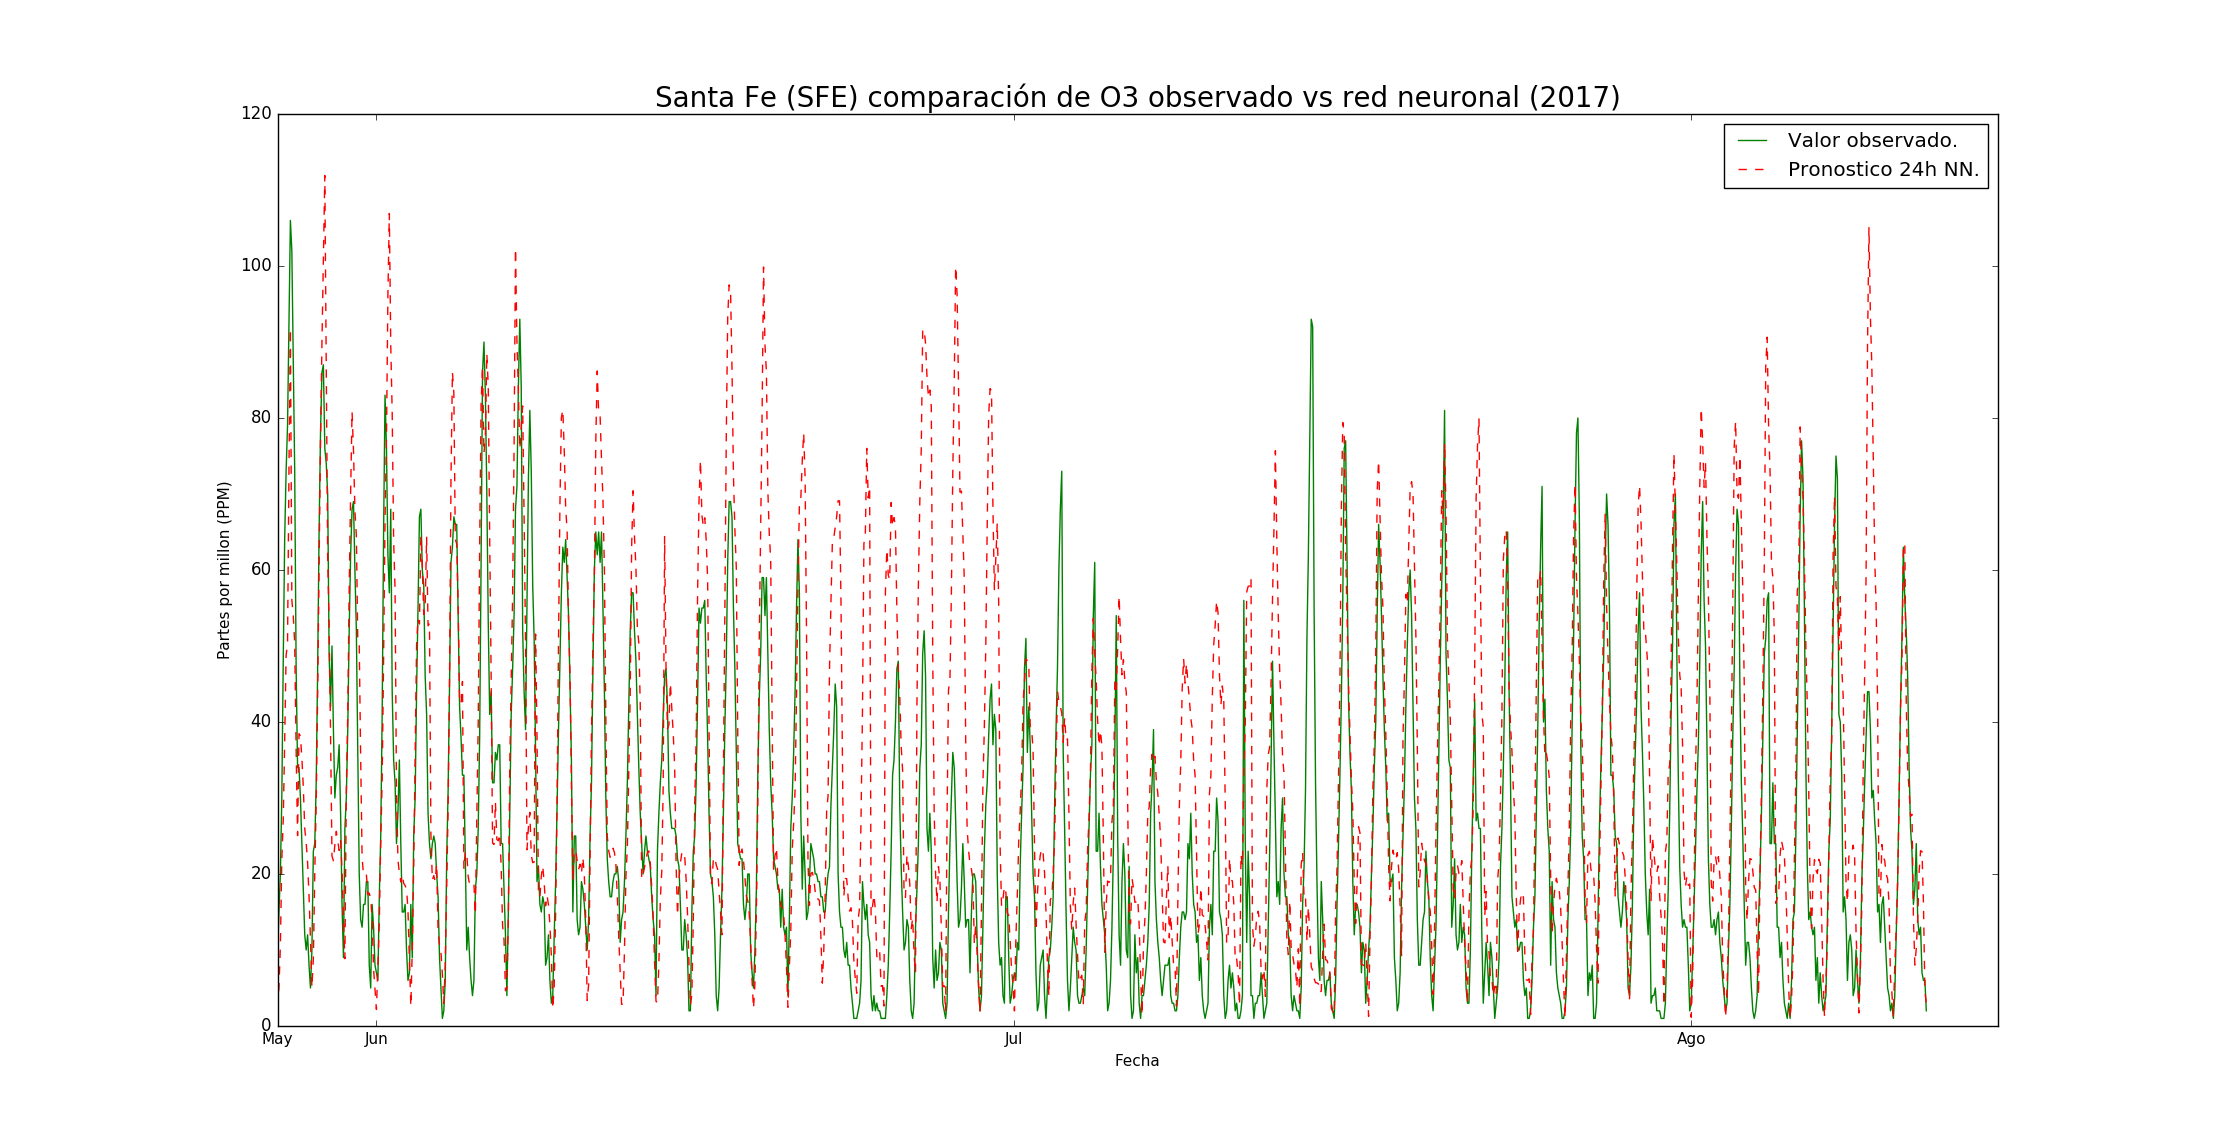 Santa Fe (SFE) comparación de O3 observado vs red neuronal (2017)
120
100
80
60
40
20
0
Partes por millon (PPM)
Valor observado.
Pronostico 24h NN.
May
Jun
Jul
Ago
Fecha